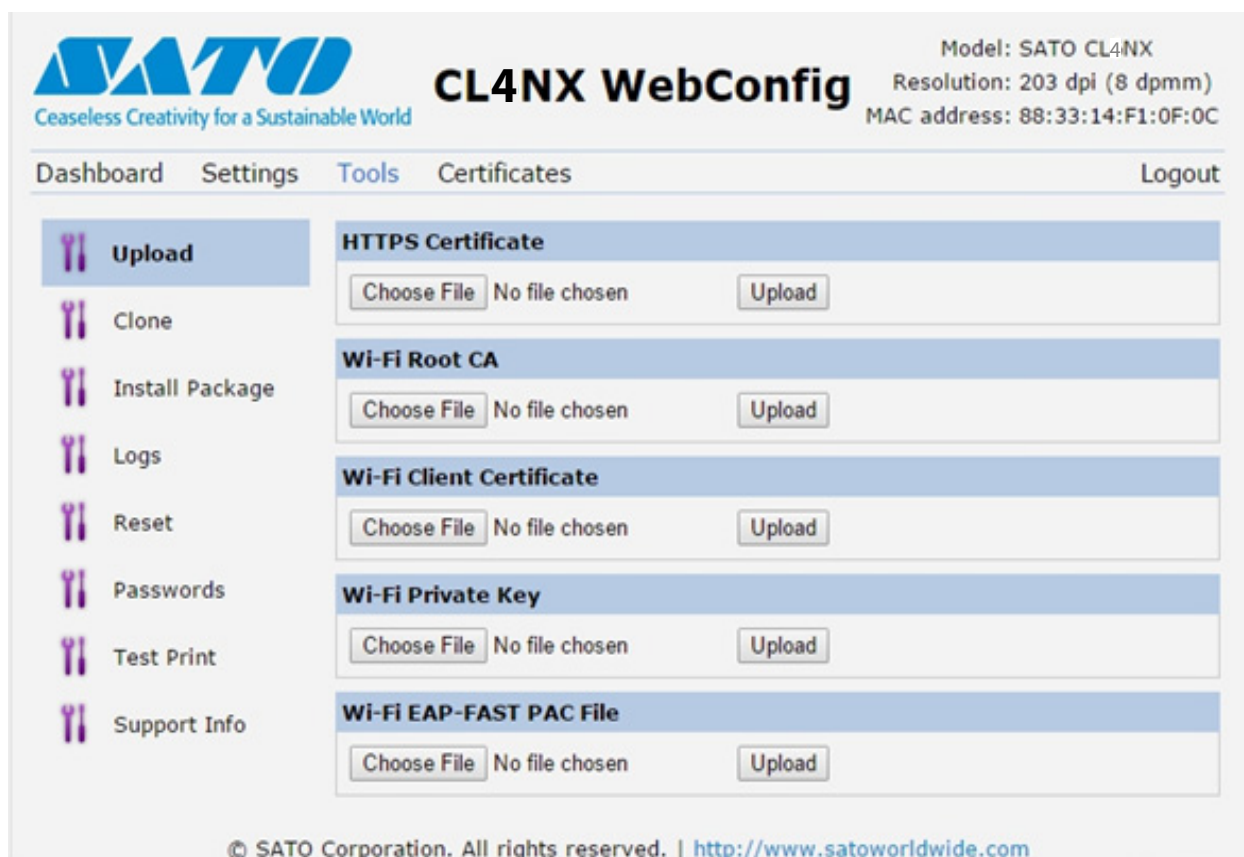 SATO
Ceaseless Creativity for a Sustainable World
CL4NX WebConfig
Model: SATO CL4NX
Resolution: 203 dpi (8 dpmm)
MAC address: 88:33:14:F1:0F:0C
Dashboard Settings Tools Certificates Logout
Upload
Clone
Install Package
Logs
Reset
Passwords
Test Print
Support Info
HTTPS Certificate
Choose File No file chosen Upload
Wi-Fi Root CA
Choose File No file chosen Upload
Wi-Fi Client Certificate
Choose File No file chosen Upload
Wi-Fi Private Key
Choose File No file chosen Upload
Wi-Fi EAP-FAST PAC File
Choose File No file chosen Upload
© SATO Corporation. All rights reserved. | http://www.satoworldwide.com